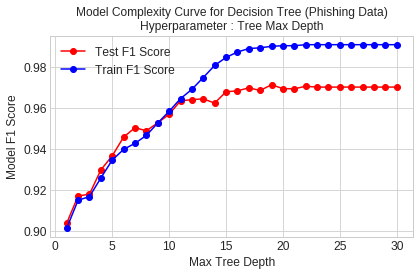 Model Complexity Curve for Decision Tree (Phishing Data)
Hyperparameter : Tree Max Depth
Test F1 Score
Train F1 Score
Model F1 Score
0.98
0.96
0.94
0.92
0.90
0 5 10 15 20 25 30
Max Tree Depth